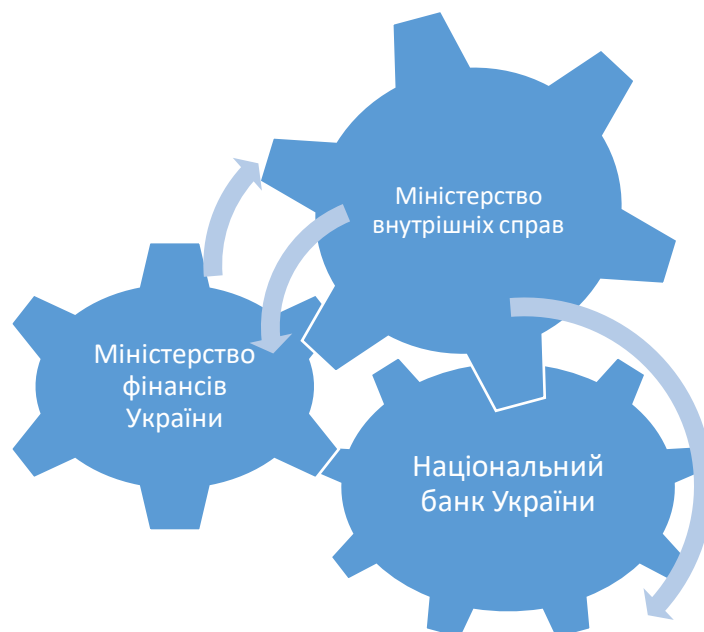 Міністерство
внутрішніх справ
Міністерство
фінансів
України
Національний
банк України